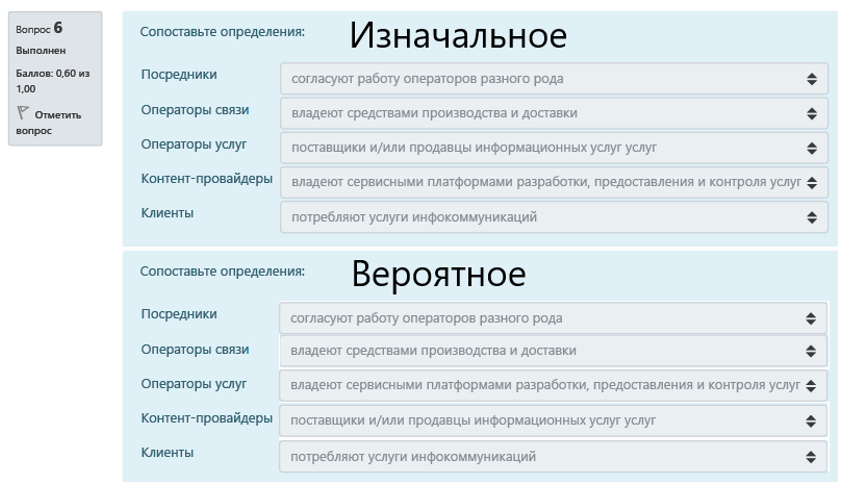 Вопрос 6
Выполнен
Баллов: 0,60 из
1,00
Отметить
вопрос
Сопоставьте определения:
Изначальное
Посредники
согласуют работу операторов разного рода
Операторы связи
владеют средствами производства и доставки
Операторы услуг
поставщики и/или продавцы информационных услуг услуг
Контент-провайдеры
владеют сервисными платформами разработки, предоставления и контроля услуг
Клиенты
потребляют услуги инфокоммуникаций
Сопоставьте определения:
Вероятное
Посредники
согласуют работу операторов разного рода
Операторы связи
владеют средствами производства и доставки
Операторы услуг
владеют сервисными платформами разработки, предоставления и контроля услуг
Контент-провайдеры
поставщики и/или продавцы информационных услуг услуг
Клиенты
потребляют услуги инфокоммуникаций